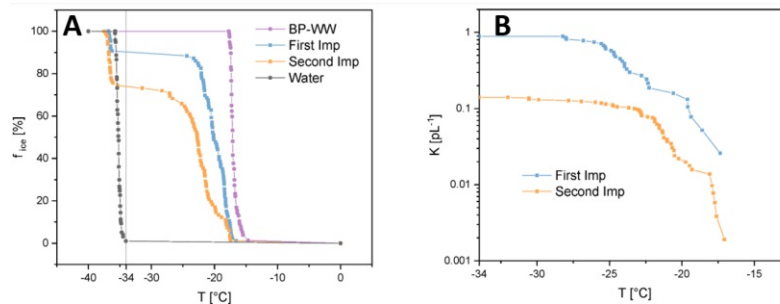 A
BP-WW
First Imp
Second Imp
Water
f ice [%]
100
80
60
40
20
0
-40
-34
-30
-20
-10
0
T [°C]
B
K [pL⁻¹]
1
0.1
0.01
0.001
First Imp
Second Imp
-34
-30
-25
-20
-15
T [°C]